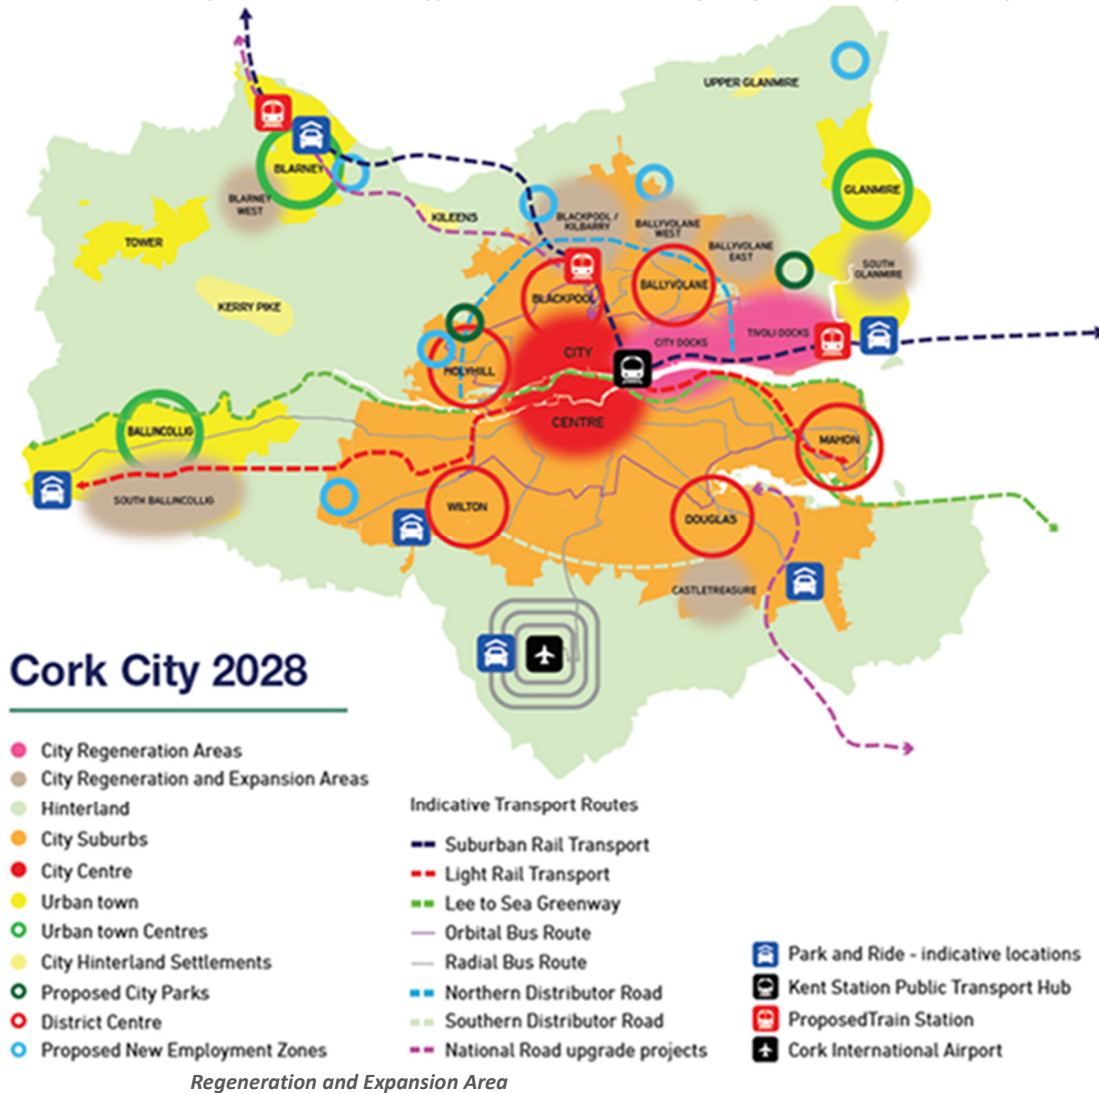 UPPER GLANMIRE
BLARNEY
BLARNEY
WEST
GLANMIRE
KILEENS
BLACKPOOL /
KILBARRY
BALLYVOLANE
WEST
BALLYVOLANE
EAST
TOWER
SOUTH
GLANMIRE
KERRY PIKE
BLACKPOOL
BALLYVOLANE
CITY DOCKS
TIVOLI DOCKS
CITY
CENTRE
HOLYHILL
BALLINCOLLIG
MAHON
SOUTH BALLINCOLLIG
WILTON
DOUGLAS
CASTLETREASURE
Cork City 2028
City Regeneration Areas
City Regeneration and Expansion Areas
Hinterland
City Suburbs
City Centre
Urban town
Urban town Centres
City Hinterland Settlements
Proposed City Parks
District Centre
Proposed New Employment Zones
Indicative Transport Routes
Suburban Rail Transport
Light Rail Transport
Lee to Sea Greenway
Orbital Bus Route
Radial Bus Route
Northern Distributor Road
Southern Distributor Road
National Road upgrade projects
Park and Ride - indicative locations
Kent Station Public Transport Hub
ProposedTrain Station
Cork International Airport
Regeneration and Expansion Area